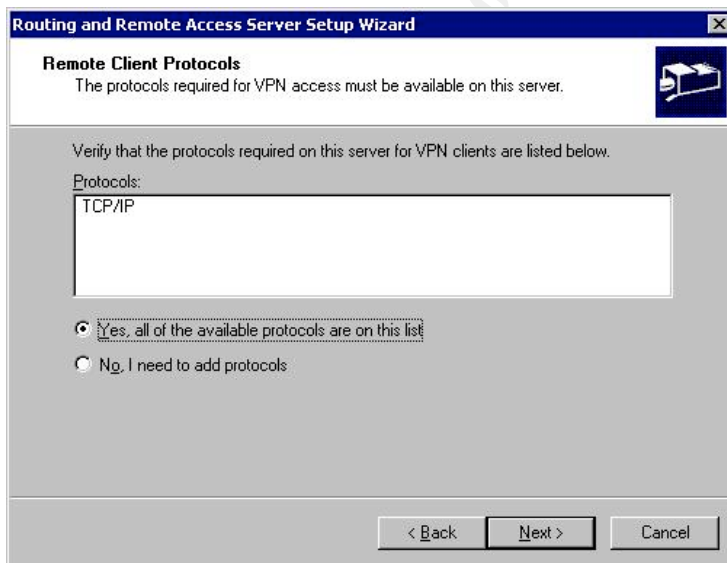 Routing and Remote Access Server Setup Wizard
Remote Client Protocols
The protocols required for VPN access must be available on this server.
Verify that the protocols required on this server for VPN clients are listed below.
Protocols:
TCP/IP
Yes, all of the available protocols are on this list
No, I need to add protocols
< Back
Next >
Cancel